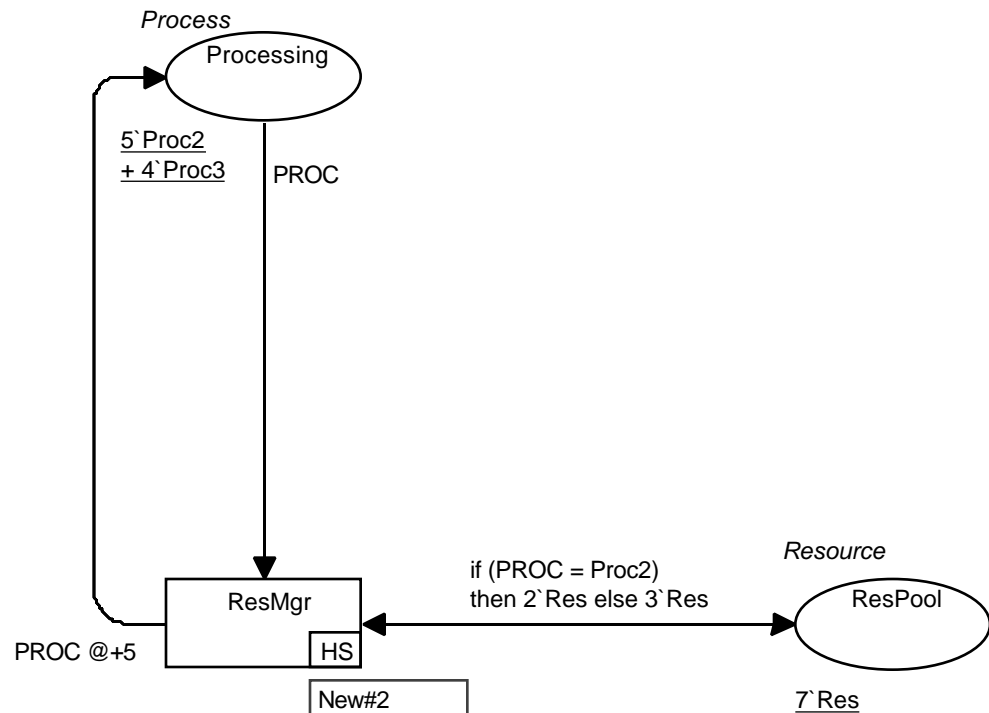 Process
Processing
5`Proc2
+ 4`Proc3
PROC
if (PROC = Proc2)
then 2`Res else 3`Res
Resource
ResPool
ResMgr
HS
PROC @+5
New#2
7`Res